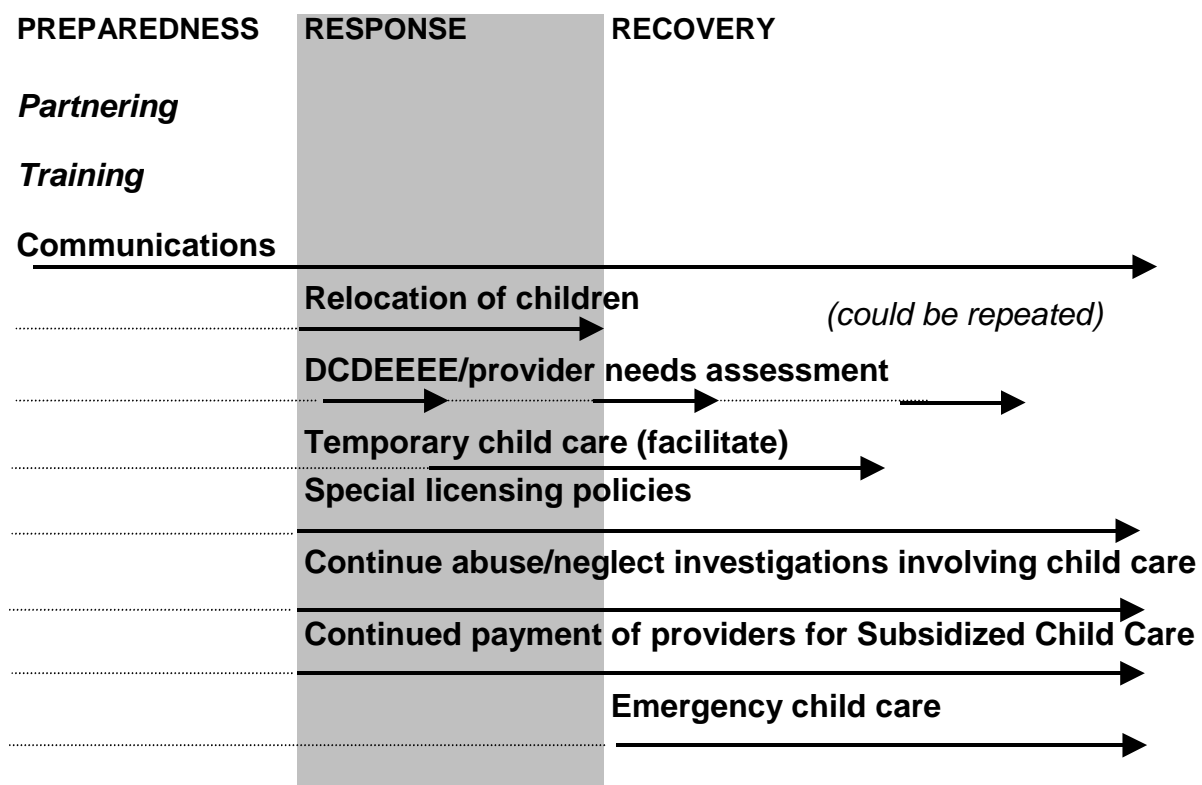 PREPAREDNESS RESPONSE RECOVERY
Partnering
Training
Communications
Relocation of children
(could be repeated)
DCDEEEE/provider needs assessment
Temporary child care (facilitate)
Special licensing policies
Continue abuse/neglect investigations involving child care
Continued payment of providers for Subsidized Child Care
Emergency child care